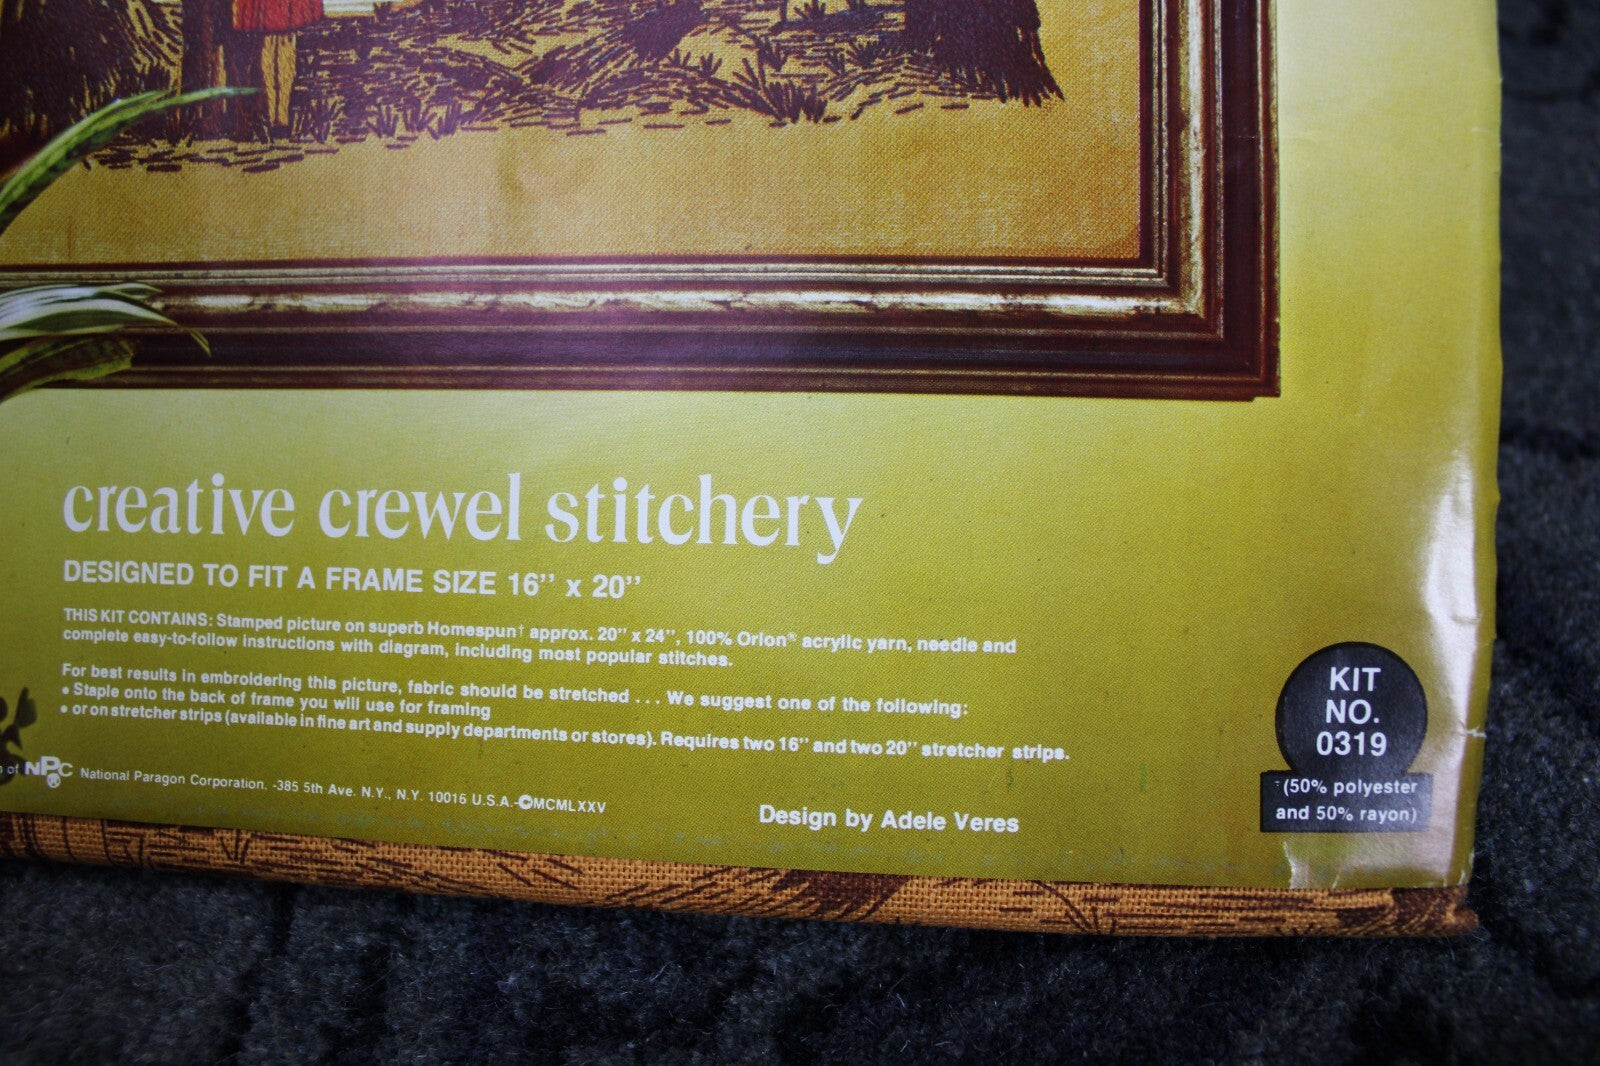 creative crewel stitchery
DESIGNED TO FIT A FRAME SIZE 16" x 20"
THIS KIT CONTAINS: Stamped picture on superb Homespun† approx. 20" x 24", 100% Orlon® acrylic yarn, needle and
complete easy-to-follow instructions with diagram, including most popular stitches.
For best results in embroidering this picture, fabric should be stretched . . . We suggest one of the following:
• Staple onto the back of frame you will use for framing
• or on stretcher strips (available in fine art and supply departments or stores). Requires two 16" and two 20" stretcher strips.
of NPC National Paragon Corporation. -385 5th Ave. N.Y., N.Y. 10016 U.S.A.-©MCMLXXV
Design by Adele Veres
KIT
NO.
0319
(50% polyester
and 50% rayon)